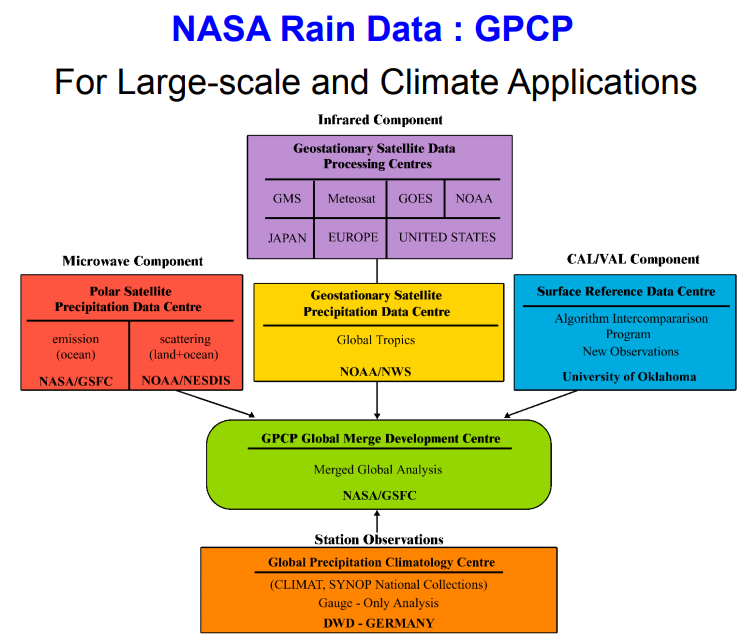 NASA Rain Data : GPCP
For Large-scale and Climate Applications
Infrared Component
Geostationary Satellite Data
Processing Centres
GMS Meteosat GOES NOAA
JAPAN EUROPE UNITED STATES
Microwave Component
Polar Satellite
Precipitation Data Centre
emission
(ocean)
NASA/GSFC
scattering
(land+ocean)
NOAA/NESDIS
Geostationary Satellite
Precipitation Data Centre
Global Tropics
NOAA/NWS
CAL/VAL Component
Surface Reference Data Centre
Algorithm Intercompararison
Program
New Observations
University of Oklahoma
GPCP Global Merge Development Centre
Merged Global Analysis
NASA/GSFC
Station Observations
Global Precipitation Climatology Centre
(CLIMAT, SYNOP National Collections)
Gauge - Only Analysis
DWD - GERMANY